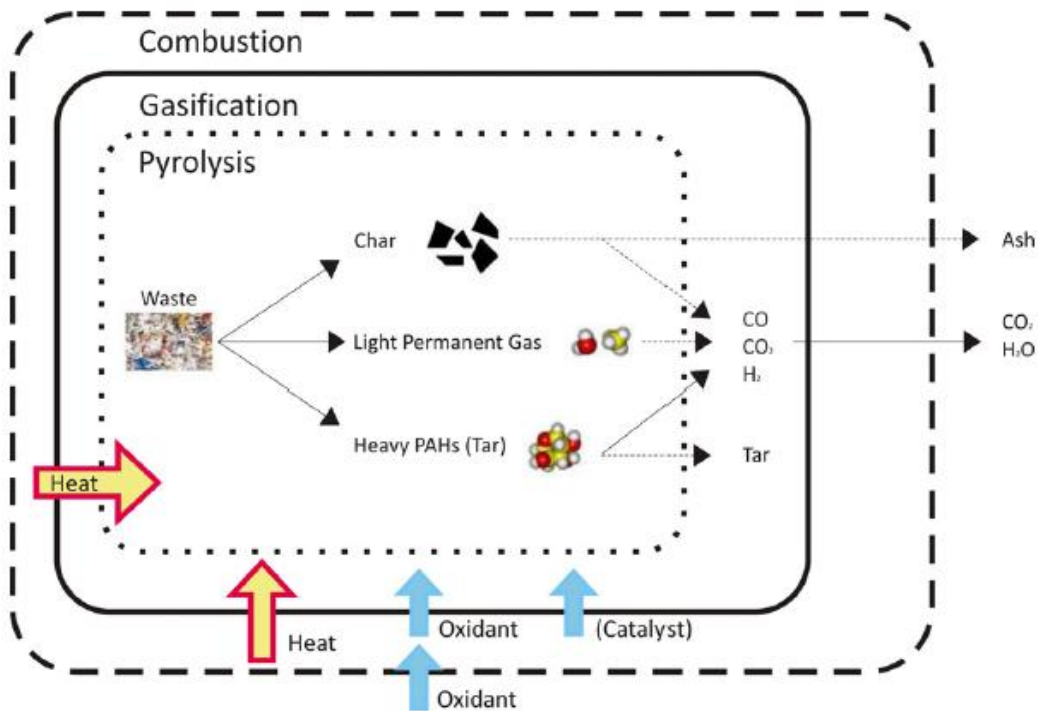 Combustion
Gasification
Pyrolysis
Char
Ash
Waste
CO
CO₂
H₂
CO₂
H₂O
Light Permanent Gas
Heavy PAHs (Tar)
Tar
Heat
Heat
Oxidant
(Catalyst)
Oxidant